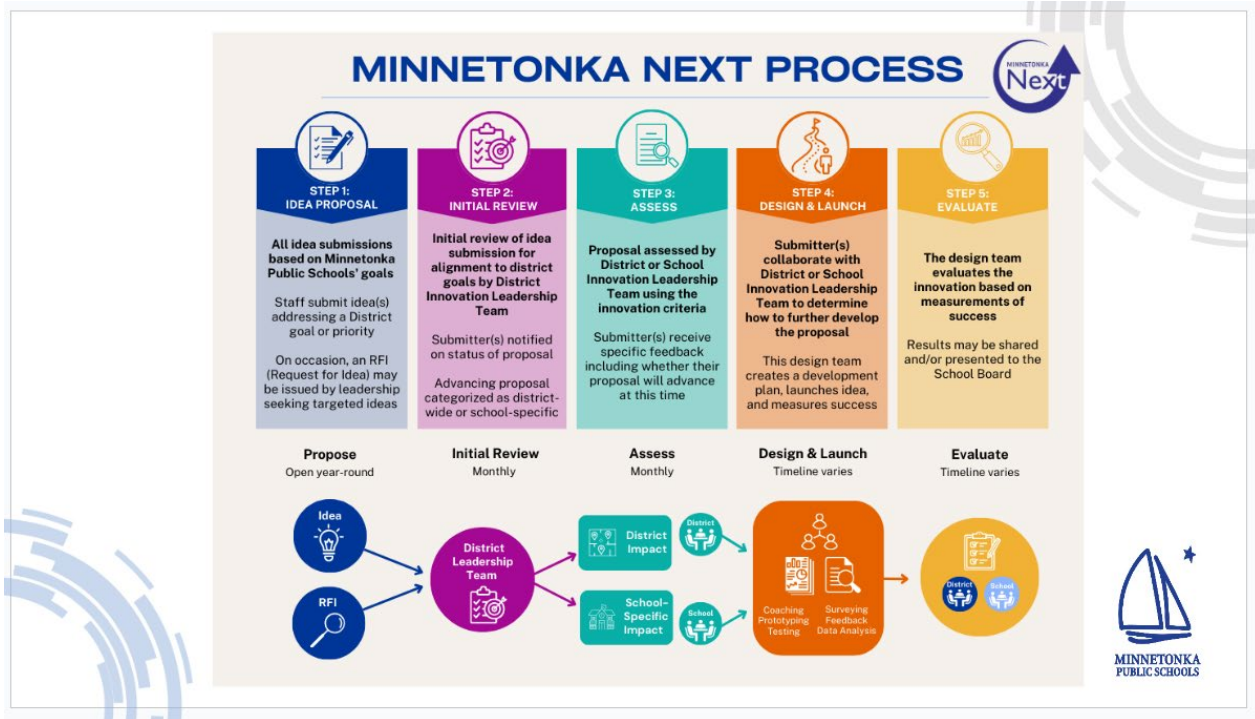 MINNETONKA NEXT PROCESS
MINNETONKA
Next
STEP 1:
IDEA PROPOSAL
All idea submissions
based on Minnetonka
Public Schools' goals
Staff submit idea(s)
addressing a District
goal or priority
On occasion, an RFI
(Request for Idea) may
be issued by leadership
seeking targeted ideas
STEP 2:
INITIAL REVIEW
Initial review of idea
submission for
alignment to district
goals by District
Innovation Leadership
Team
Submitter(s) notified
on status of proposal
Advancing proposal
categorized as district-
wide or school-specific
STEP 3:
ASSESS
Proposal assessed by
District or School
Innovation Leadership
Team using the
innovation criteria
Submitter(s) receive
specific feedback
including whether their
proposal will advance
at this time
STEP 4:
DESIGN & LAUNCH
Submitter(s)
collaborate with
District or School
Innovation Leadership
Team to determine
how to further develop
the proposal
This design team
creates a development
plan, launches idea,
and measures success
STEP 5:
EVALUATE
The design team
evaluates the
innovation based on
measurements of
success
Results may be shared
and/or presented to the
School Board
Propose
Open year-round
Initial Review
Monthly
Assess
Monthly
Design & Launch
Timeline varies
Evaluate
Timeline varies
Idea
RFI
District
Leadership
Team
District
Impact
District
School-
Specific
Impact
School
Coaching
Prototyping
Testing
Surveying
Feedback
Data Analysis
District
School
MINNETONKA
PUBLIC SCHOOLS